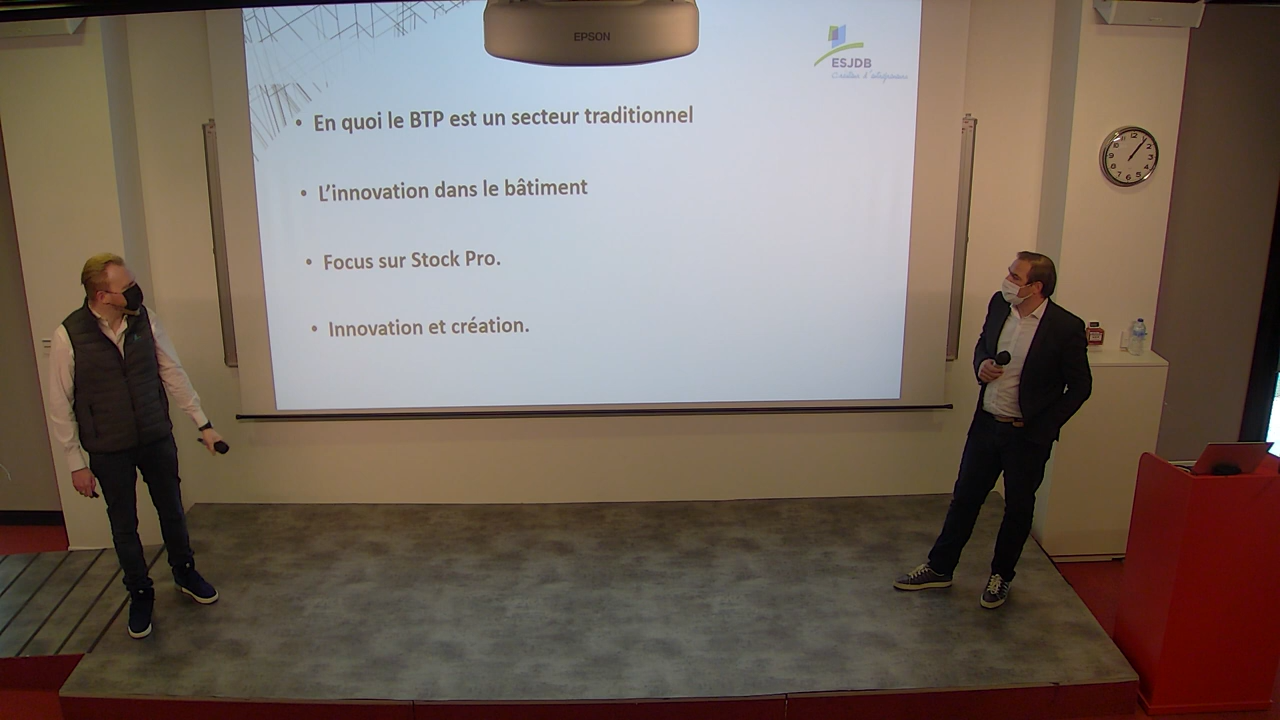 EPSON
ESJDB
• En quoi le BTP est un secteur traditionnel
• L'innovation dans le bâtiment
• Focus sur Stock Pro.
• Innovation et création.